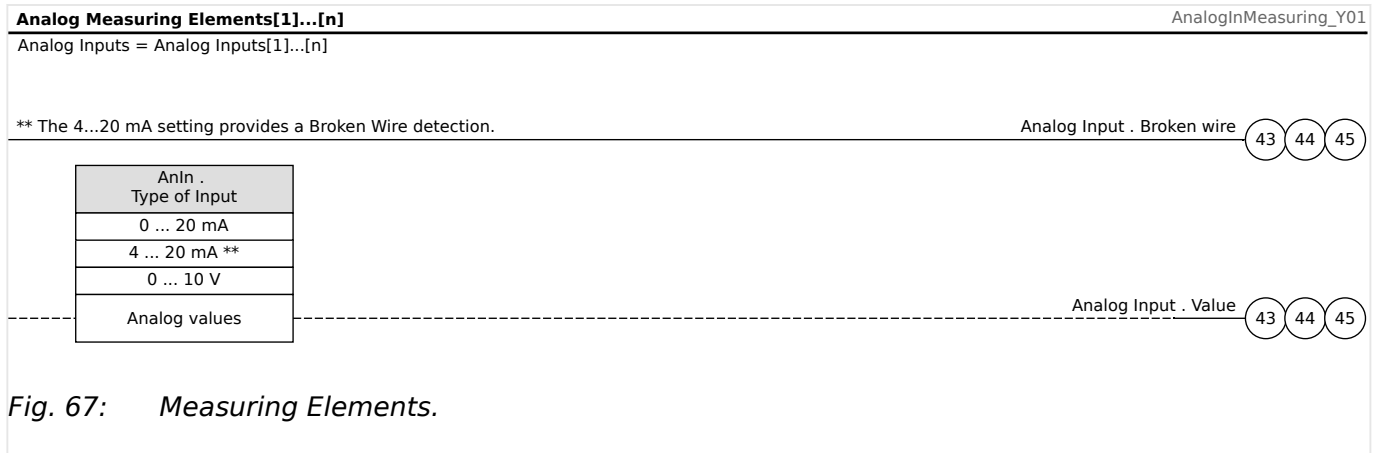 Analog Measuring Elements[1]...[n]
AnalogInMeasuring_Y01
Analog Inputs = Analog Inputs[1]...[n]
** The 4...20 mA setting provides a Broken Wire detection.
Analog Input . Broken wire
43 44 45
AnIn .
Type of Input
0 ... 20 mA
4 ... 20 mA **
0 ... 10 V
Analog values
Analog Input . Value
43 44 45
Fig. 67: Measuring Elements.